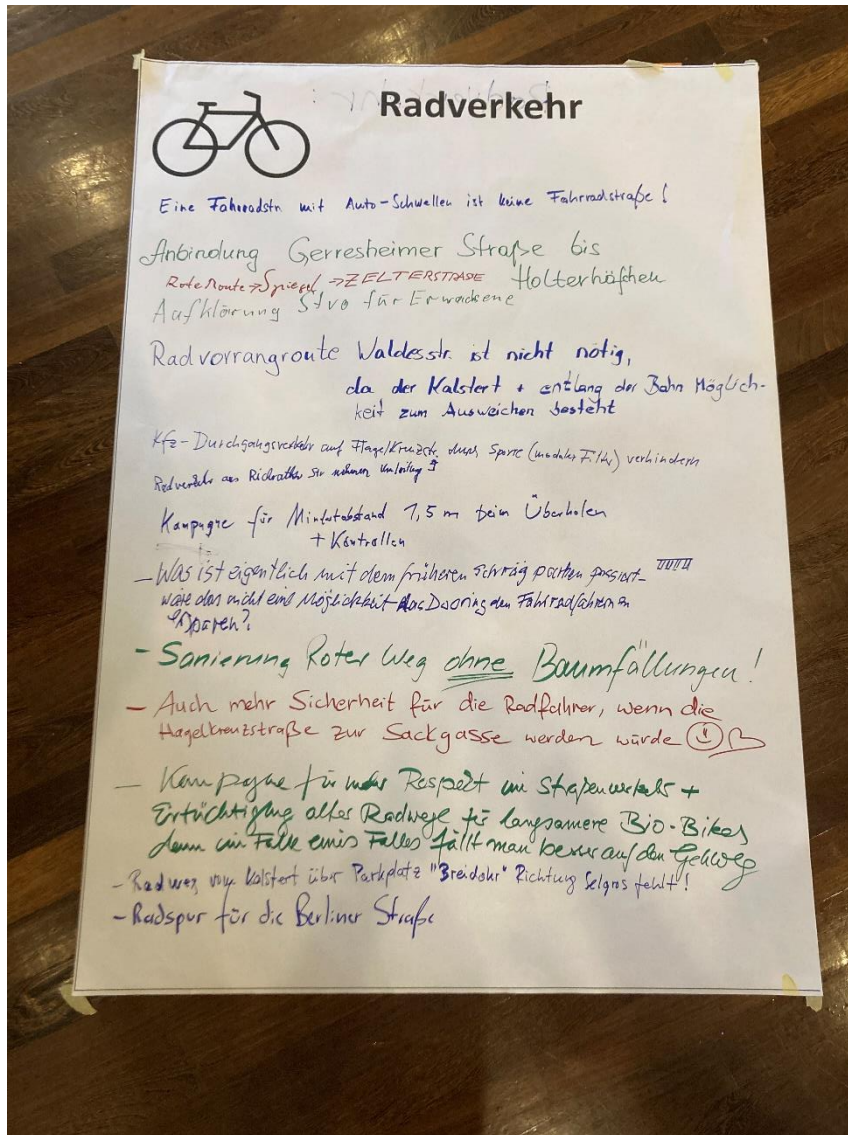 Radverkehr
Eine Fahrradstr. mit Auto-Schwellen ist keine Fahrradstraße!
Anbindung Gerresheimer Straße bis
Rote Route → Spiegel → ZELTERSTRAßE Holterhöfchen
Aufklärung Stvo für Erwachsene
Radvorrangroute Waldesstr. ist nicht nötig,
da der Kalstert + entlang der Bahn Möglich-
keit zum Ausweichen besteht
Kfz-Durchgangsverkehr auf Hagelkreuzstr. durch Sperre (modaler Filter) verhindern
Radverkehr aus Richrather Str nehmen
Kampagne für Mindestabstand 1,5 m beim Überholen
+ Kontrollen
- Was ist eigentlich mit dem früheren Schräg parken passiert-
wäre das nicht eine Möglichkeit das Dooring den Fahrradfahrern
- Sanierung Roter Weg ohne Baumfällungen!
- Auch mehr Sicherheit für die Radfahrer, wenn die
Hagelkreuzstraße zur Sackgasse werden würde
- Kampagne für mehr Respekt im Straßenverkehr +
Ertüchtigung alter Radwege für langsamere Bio-Bikes
denn im Falle eines Falles fällt man besser auf den Gehweg
- Radweg vom Kalstert über Parkplatz "Breidohr" Richtung Selgros fehlt!
- Radspur für die Berliner Straße